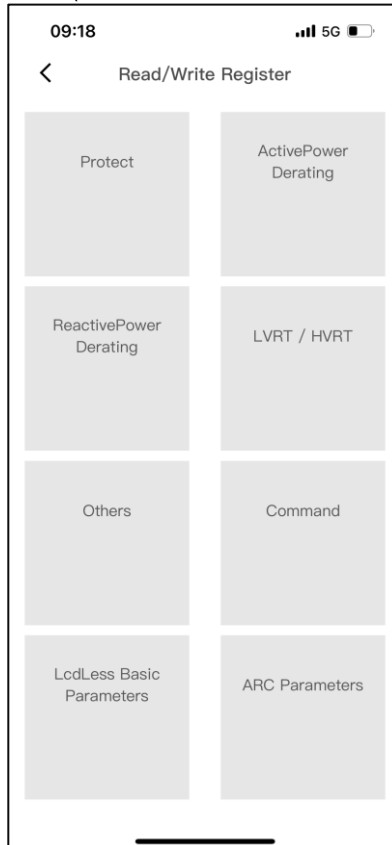 09:18 5G
Read/Write Register
Protect
ActivePower
Derating
ReactivePower
Derating
LVRT / HVRT
Others
Command
LcdLess Basic
Parameters
ARC Parameters